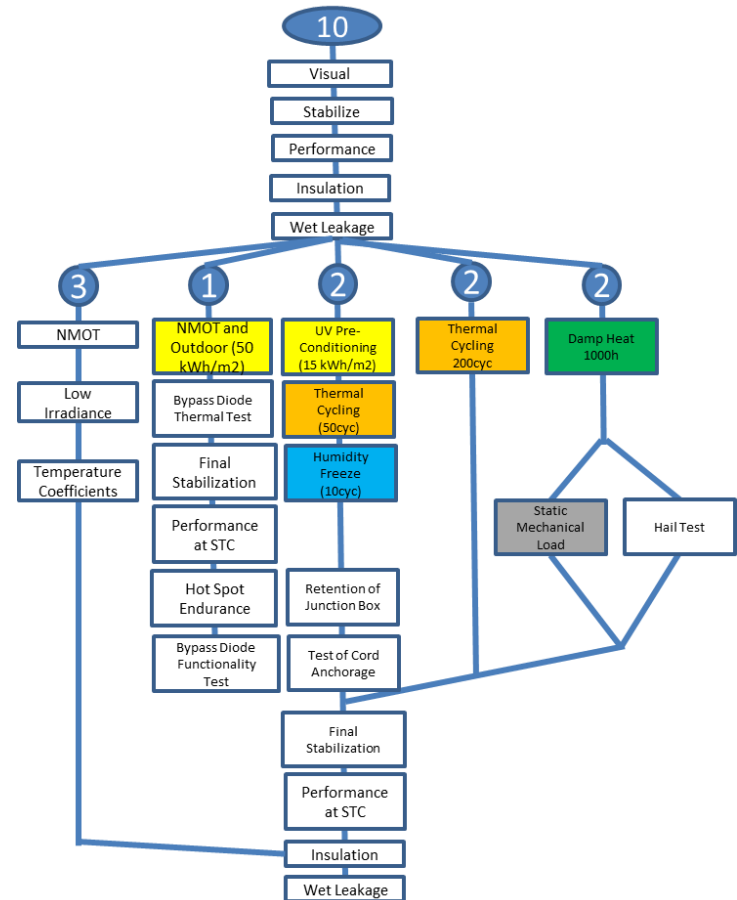 10
Visual
Stabilize
Performance
Insulation
Wet Leakage
3
1
2
2
2
NMOT
Low
Irradiance
Temperature
Coefficients
NMOT and
Outdoor (50
kWh/m2)
Bypass Diode
Thermal Test
Final
Stabilization
Performance
at STC
Hot Spot
Endurance
Bypass Diode
Functionality
Test
UV Pre-
Conditioning
(15 kWh/m2)
Thermal
Cycling
(50cyc)
Humidity
Freeze
(10cyc)
Retention of
Junction Box
Test of Cord
Anchorage
Thermal
Cycling
200cyc
Damp Heat
1000h
Static
Mechanical
Load
Hail Test
Final
Stabilization
Performance
at STC
Insulation
Wet Leakage